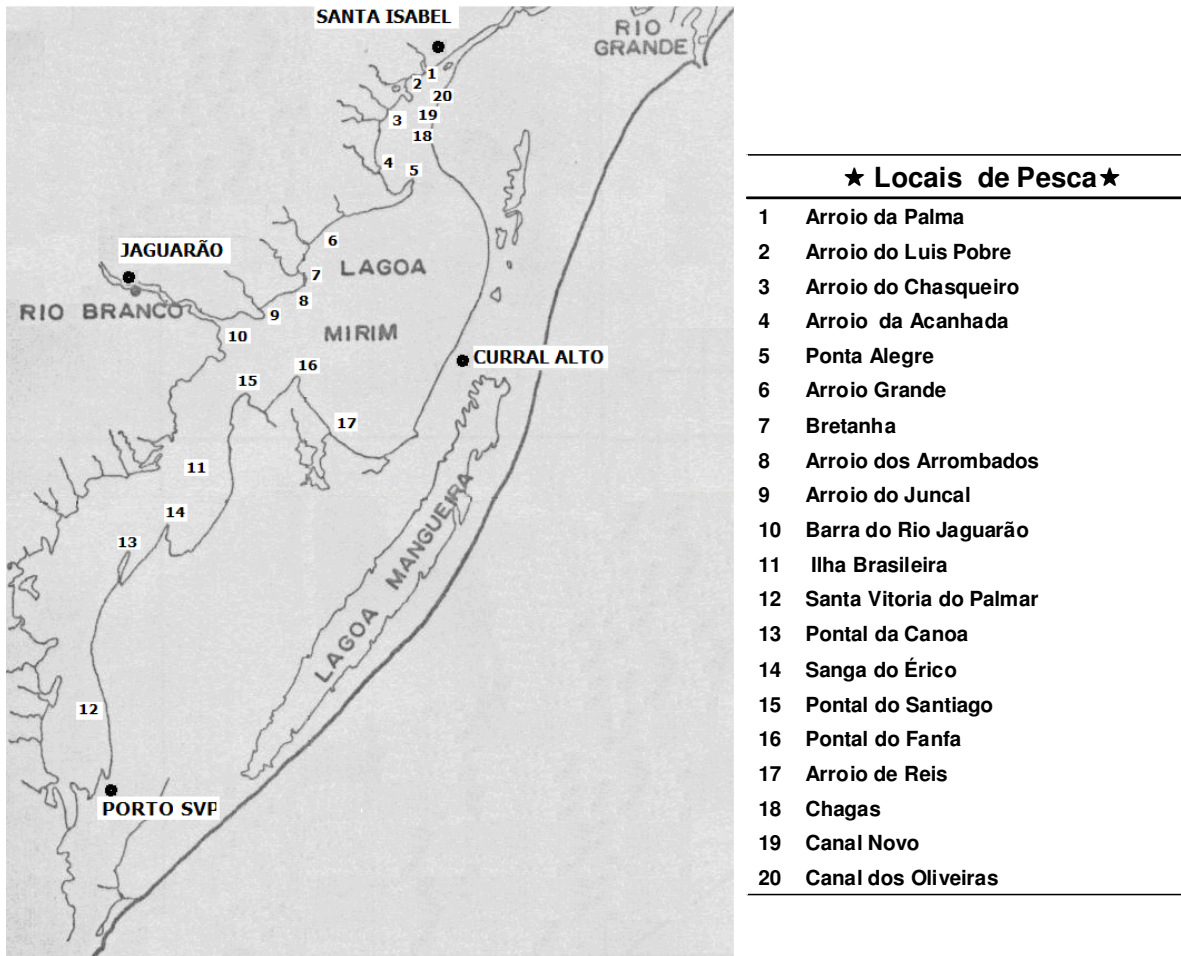 SANTA ISABEL
RIO
GRANDE
1
2
20
19
3
18
4
5
6
JAGUARÃO
LAGOA
7
8
RIO BRANCO
9
10
MIRIM
CURRAL ALTO
16
15
17
11
14
13
LAGOA MANGUEIRA
12
PORTO SVP
★ Locais de Pesca★
1 Arroio da Palma
2 Arroio do Luis Pobre
3 Arroio do Chasqueiro
4 Arroio da Acanhada
5 Ponta Alegre
6 Arroio Grande
7 Bretanha
8 Arroio dos Arrombados
9 Arroio do Juncal
10 Barra do Rio Jaguarão
11 Ilha Brasileira
12 Santa Vitoria do Palmar
13 Pontal da Canoa
14 Sanga do Érico
15 Pontal do Santiago
16 Pontal do Fanfa
17 Arroio de Reis
18 Chagas
19 Canal Novo
20 Canal dos Oliveiras